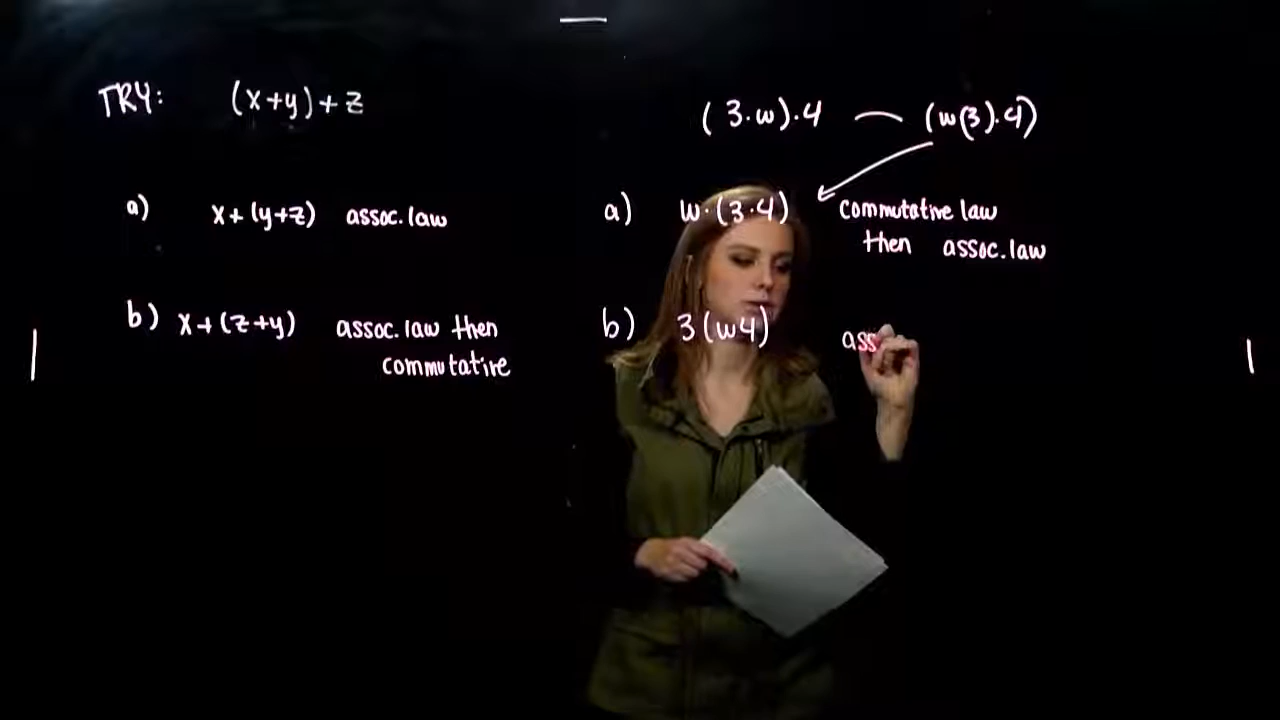 TRY: (x+y)+z
a) x+(y+z) assoc. law
b) x+(z+y) assoc. law then
commutative
(3·w)·4 — (w(3)·4)
a) w·(3·4) commutative law
then assoc. law
b) 3(w4) ass